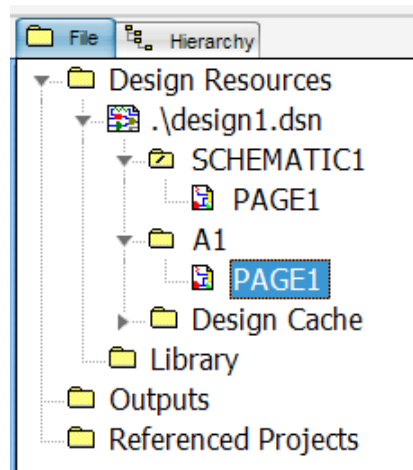 File Hierarchy
Design Resources
.\design1.dsn
SCHEMATIC1
PAGE1
A1
PAGE1
Design Cache
Library
Outputs
Referenced Projects